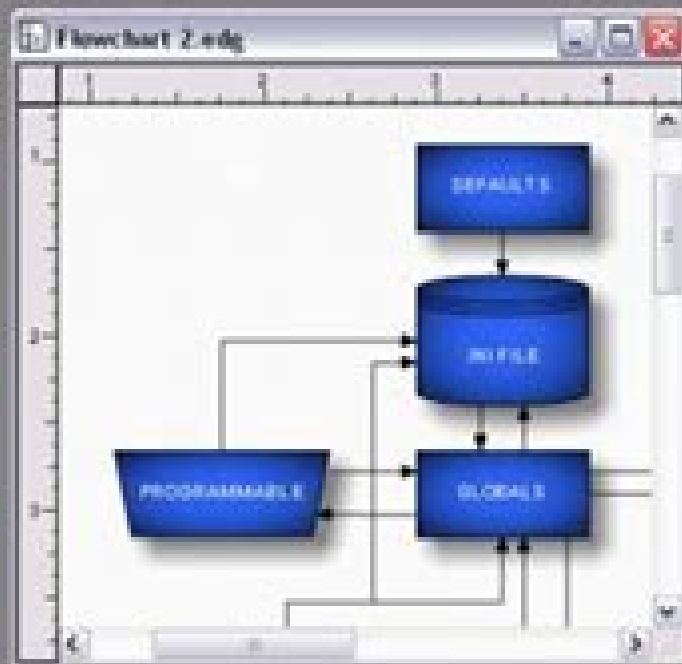 Flowchart 2.edg
1 2 3 4
1
DEFAULTS
2
INI FILE
PROGRAMMABLE
GLOBALS
3